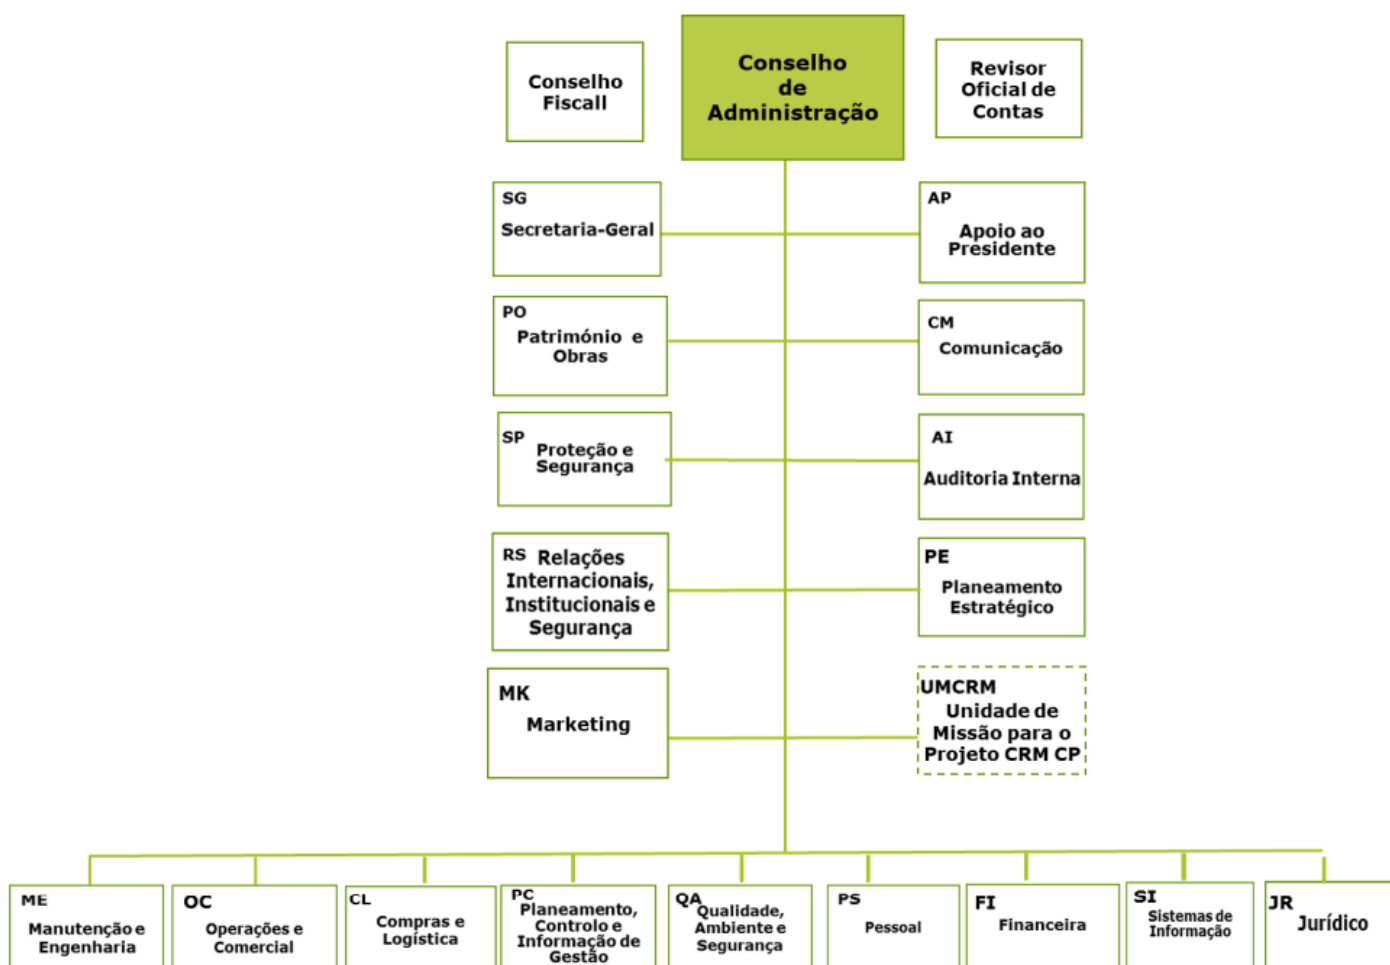 Conselho
Fiscall
Conselho
de
Administração
Revisor
Oficial de
Contas
SG
Secretaria-Geral
AP
Apoio ao
Presidente
PO
Património e
Obras
CM
Comunicação
SP
Proteção e
Segurança
AI
Auditoria Interna
RS Relações
Internacionais,
Institucionais e
Segurança
PE
Planeamento
Estratégico
MK
Marketing
UMCRM
Unidade de
Missão para o
Projeto CRM CP
ME
Manutenção e
Engenharia
OC
Operações e
Comercial
CL
Compras e
Logística
PC
Planeamento,
Controlo e
Informação de
Gestão
QA
Qualidade,
Ambiente e
Segurança
PS
Pessoal
FI
Financeira
SI
Sistemas de
Informação
JR
Jurídico